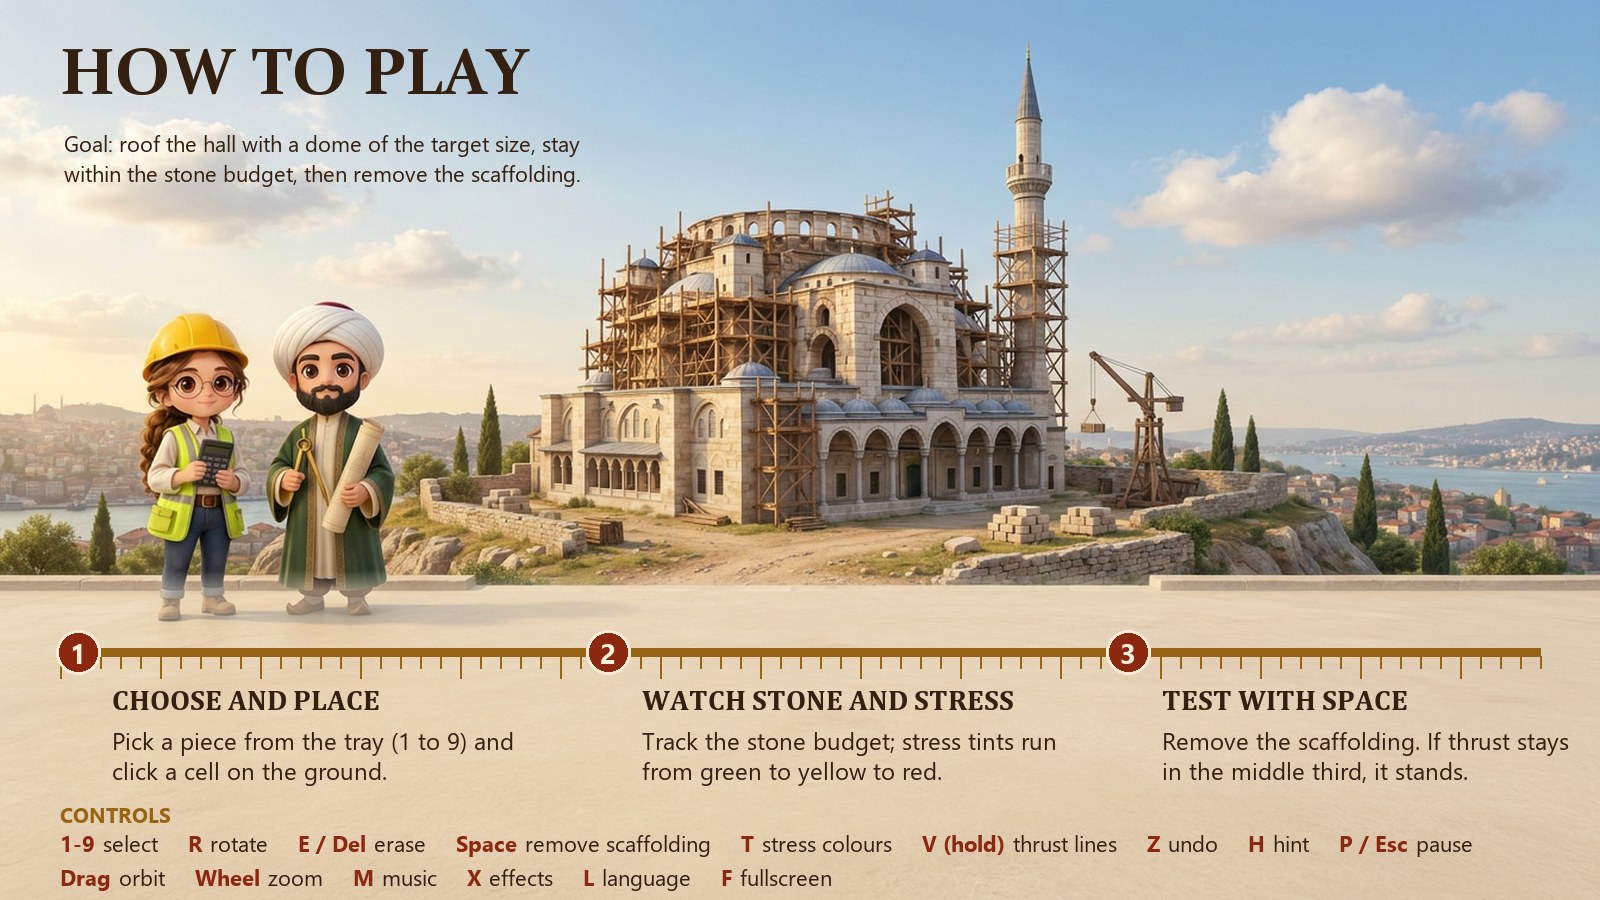 HOW TO PLAY
Goal: roof the hall with a dome of the target size, stay
within the stone budget, then remove the scaffolding.
1
CHOOSE AND PLACE
Pick a piece from the tray (1 to 9) and
click a cell on the ground.
2
WATCH STONE AND STRESS
Track the stone budget; stress tints run
from green to yellow to red.
3
TEST WITH SPACE
Remove the scaffolding. If thrust stays
in the middle third, it stands.
CONTROLS
1-9 select R rotate E / Del erase Space remove scaffolding T stress colours V (hold) thrust lines Z undo H hint P / Esc pause
Drag orbit Wheel zoom M music X effects L language F fullscreen